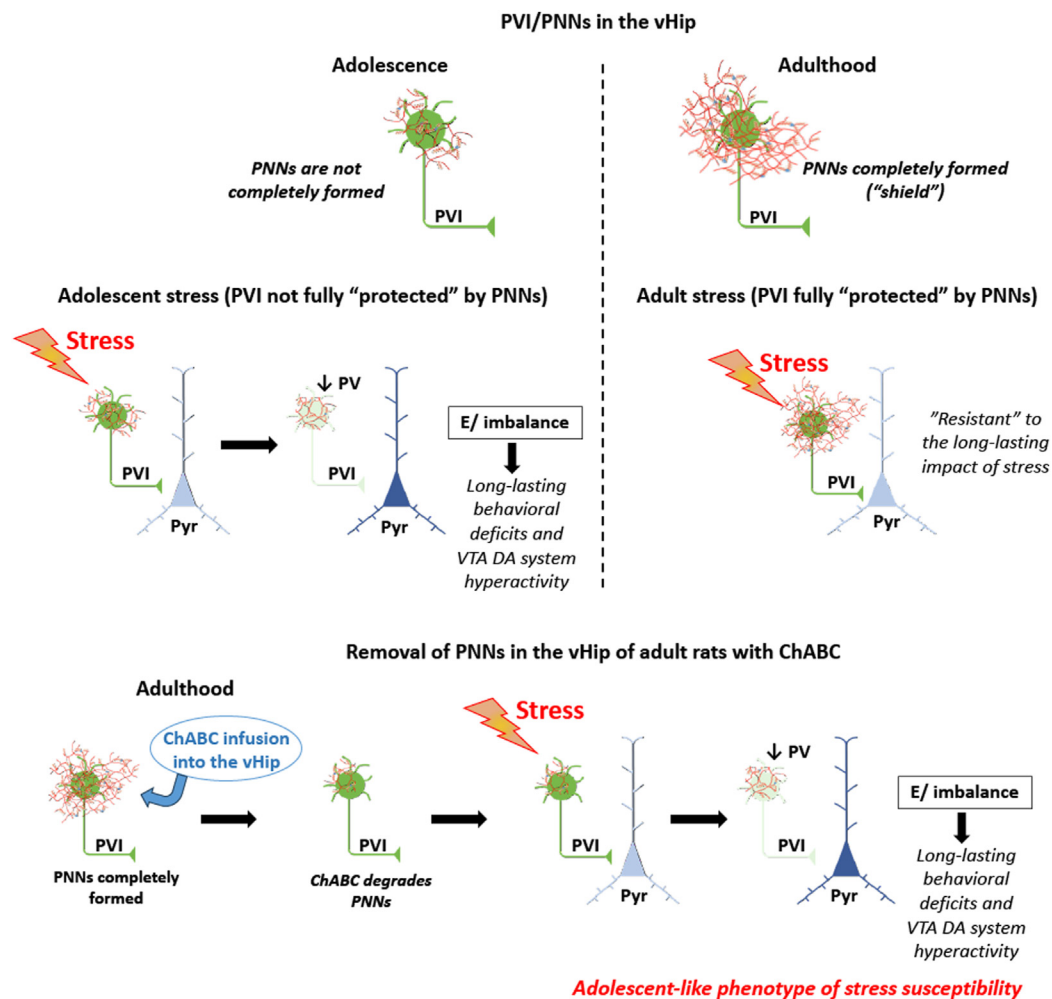 PVI/PNNs in the vHip
Adolescence
PNNs are not
completely formed
PVI
Adulthood
PNNs completely formed
("shield")
PVI
Adolescent stress (PVI not fully "protected" by PNNs)
Stress
PVI
Pyr
↓ PV
PVI
Pyr
E/ imbalance
Long-lasting
behavioral
deficits and
VTA DA system
hyperactivity
Adult stress (PVI fully "protected" by PNNs)
Stress
PVI
Pyr
"Resistant" to
the long-lasting
impact of stress
Removal of PNNs in the vHip of adult rats with ChABC
Adulthood
ChABC infusion
into the vHip
PVI
PNNs completely
formed
PVI
ChABC degrades
PNNs
Stress
PVI
Pyr
↓ PV
PVI
Pyr
E/ imbalance
Long-lasting
behavioral
deficits and
VTA DA system
hyperactivity
Adolescent-like phenotype of stress susceptibility